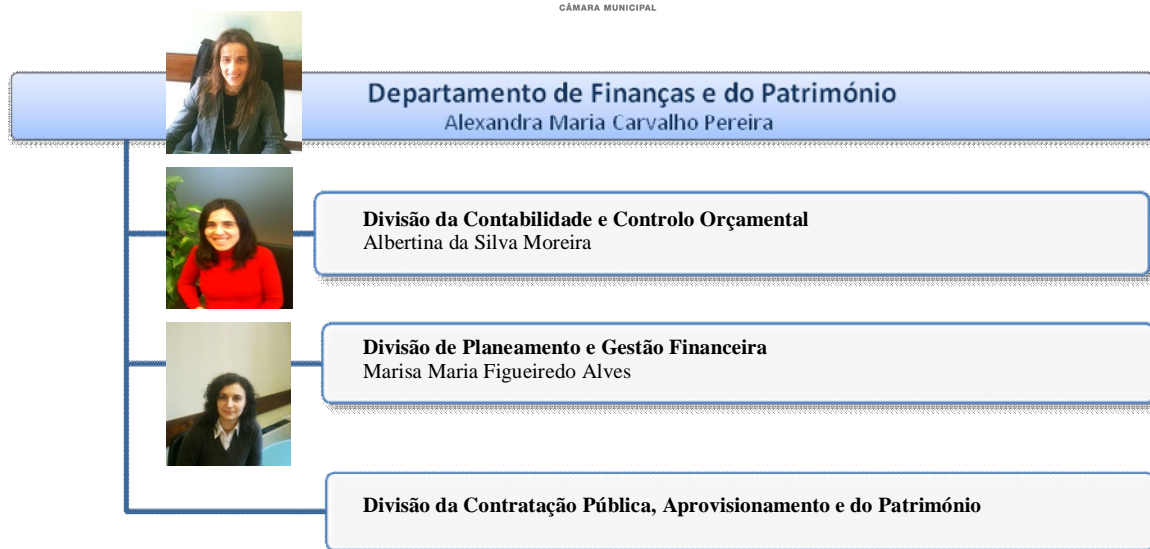 CÂMARA MUNICIPAL
Departamento de Finanças e do Património
Alexandra Maria Carvalho Pereira
Divisão da Contabilidade e Controlo Orçamental
Albertina da Silva Moreira
Divisão de Planeamento e Gestão Financeira
Marisa Maria Figueiredo Alves
Divisão da Contratação Pública, Aprovisionamento e do Património